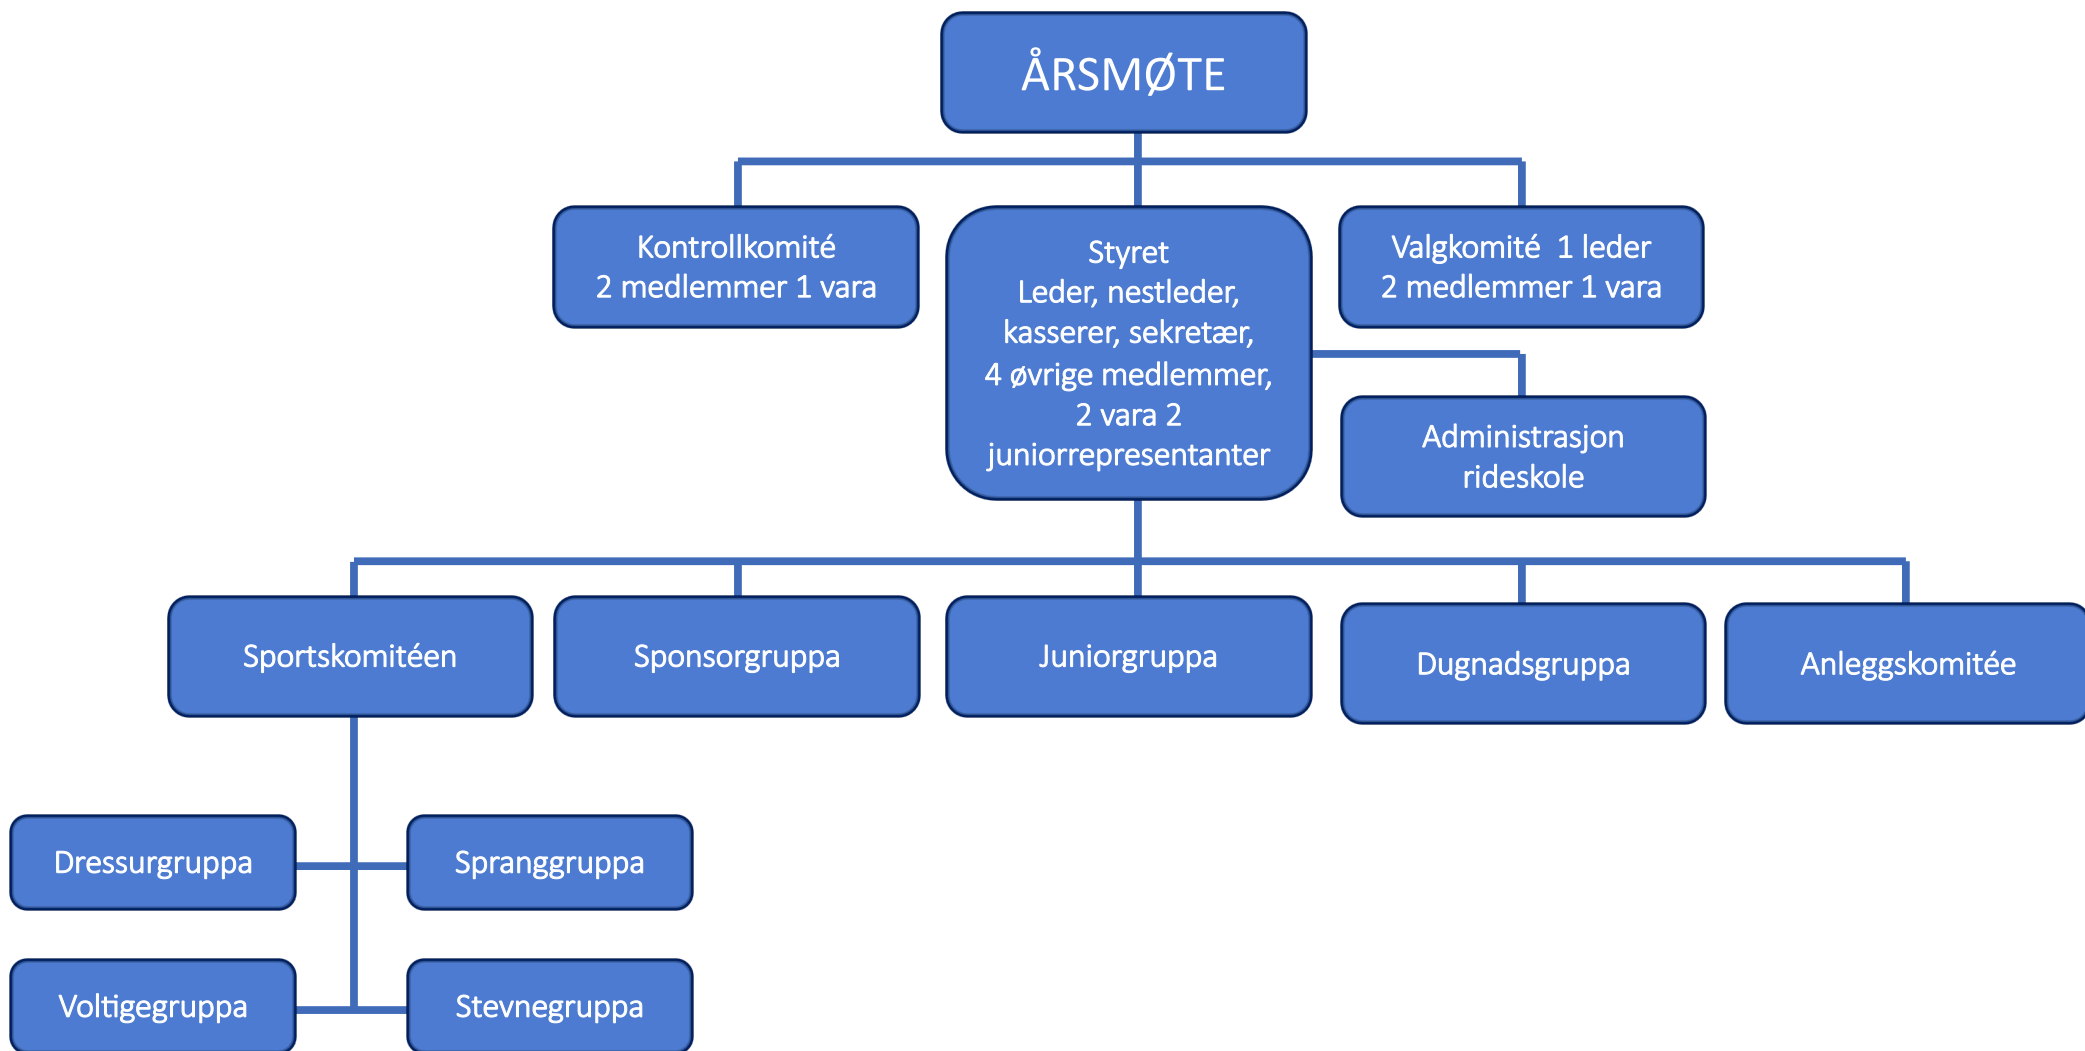 ÅRSMØTE
Kontrollkomité
2 medlemmer 1 vara
Styret
Leder, nestleder,
kasserer, sekretær,
4 øvrige medlemmer,
2 vara 2
juniorrepresentanter
Valgkomité  1 leder
2 medlemmer 1 vara
Administrasjon
rideskole
Sportskomitéen
Sponsorgruppa
Juniorgruppa
Dugnadsgruppa
Anleggskomitée
Dressurgruppa
Spranggruppa
Voltigegruppa
Stevnegruppa